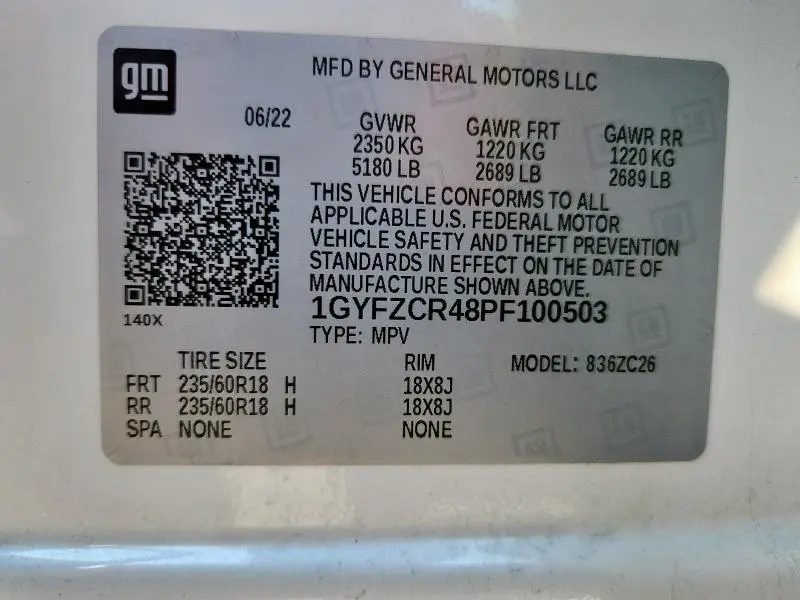 gm
MFD BY GENERAL MOTORS LLC
06/22
GVWR GAWR FRT GAWR RR
2350 KG 1220 KG 1220 KG
5180 LB 2689 LB 2689 LB
THIS VEHICLE CONFORMS TO ALL
APPLICABLE U.S. FEDERAL MOTOR
VEHICLE SAFETY AND THEFT PREVENTION
STANDARDS IN EFFECT ON THE DATE OF
MANUFACTURE SHOWN ABOVE.
1GYFZCR48PF100503
140X
TYPE: MPV
TIRE SIZE RIM MODEL: 836ZC26
FRT 235/60R18 H 18X8J
RR 235/60R18 H 18X8J
SPA NONE NONE